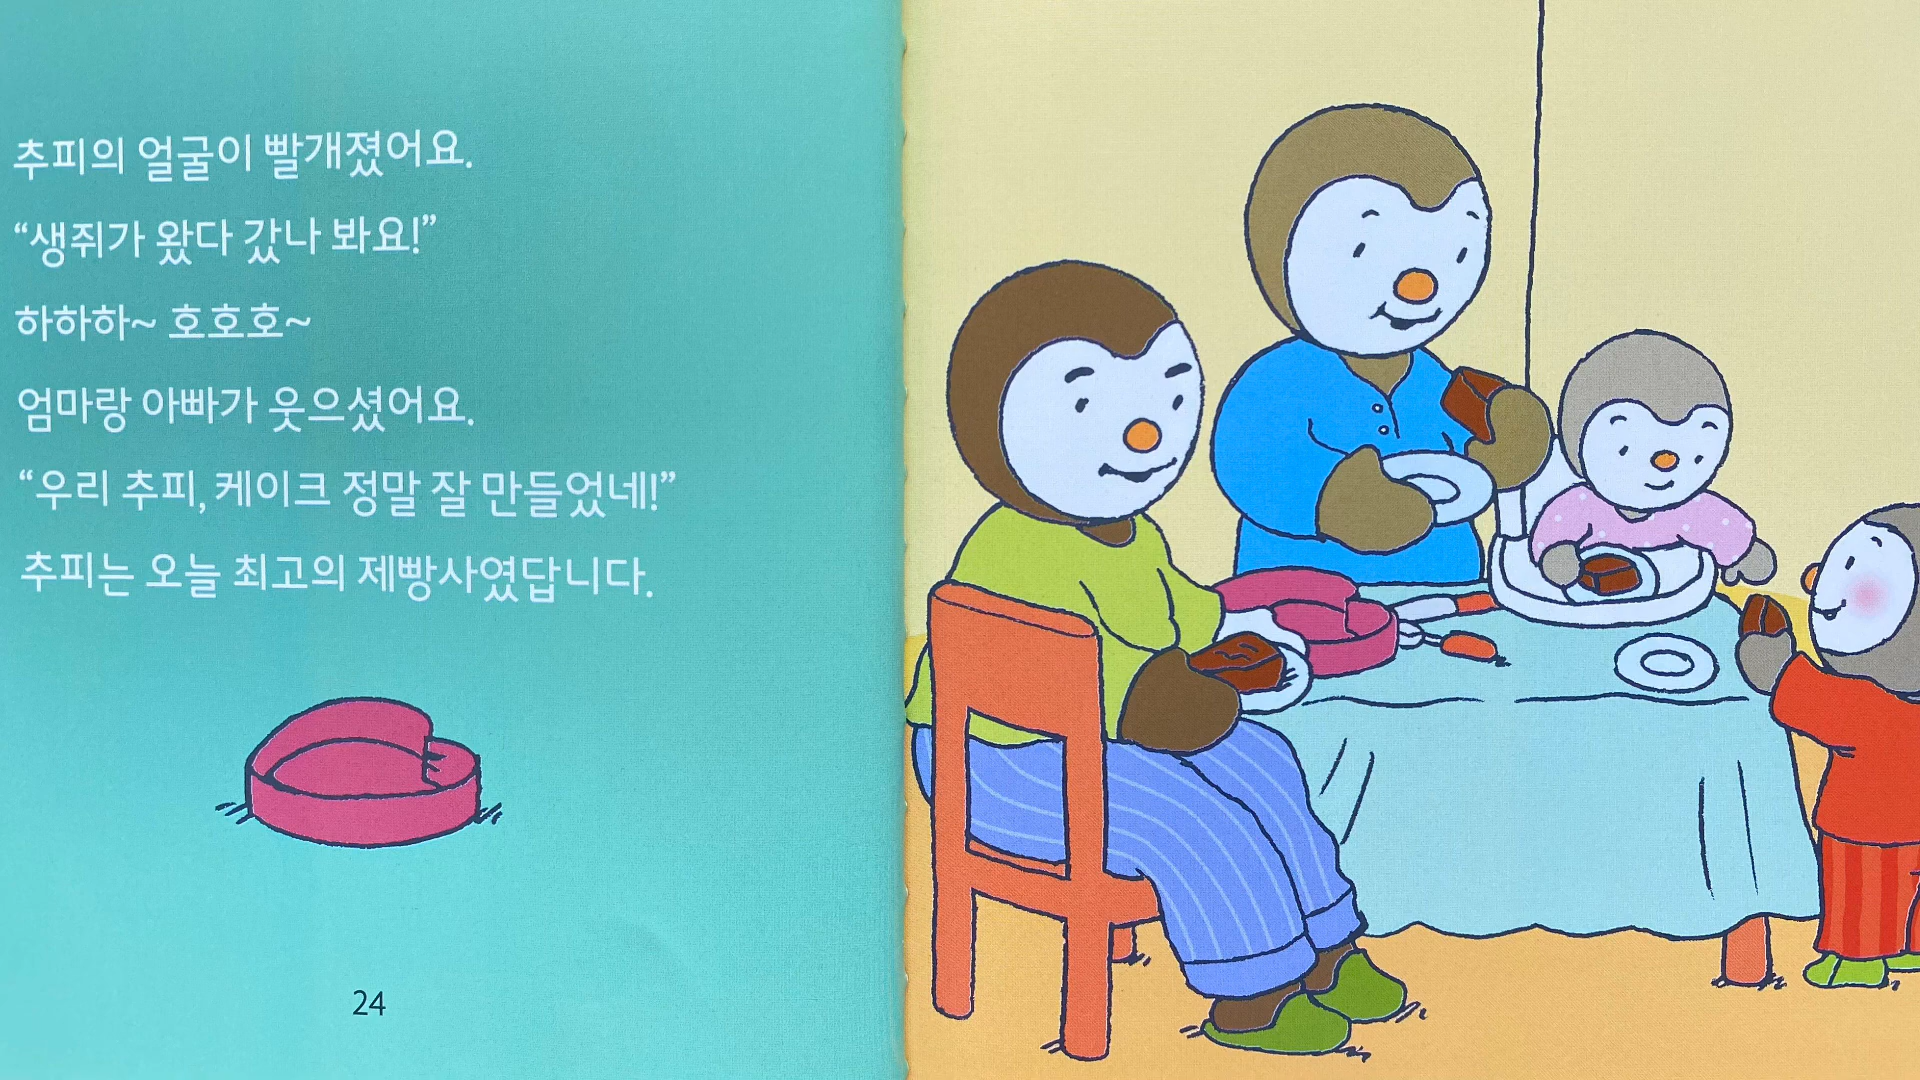 추피의 얼굴이 빨개졌어요.
“생쥐가 왔다 갔나 봐요!”
하하하~ 호호호~
엄마랑 아빠가 웃으셨어요.
“우리 추피, 케이크 정말 잘 만들었네!”
추피는 오늘 최고의 제빵사였답니다.
24